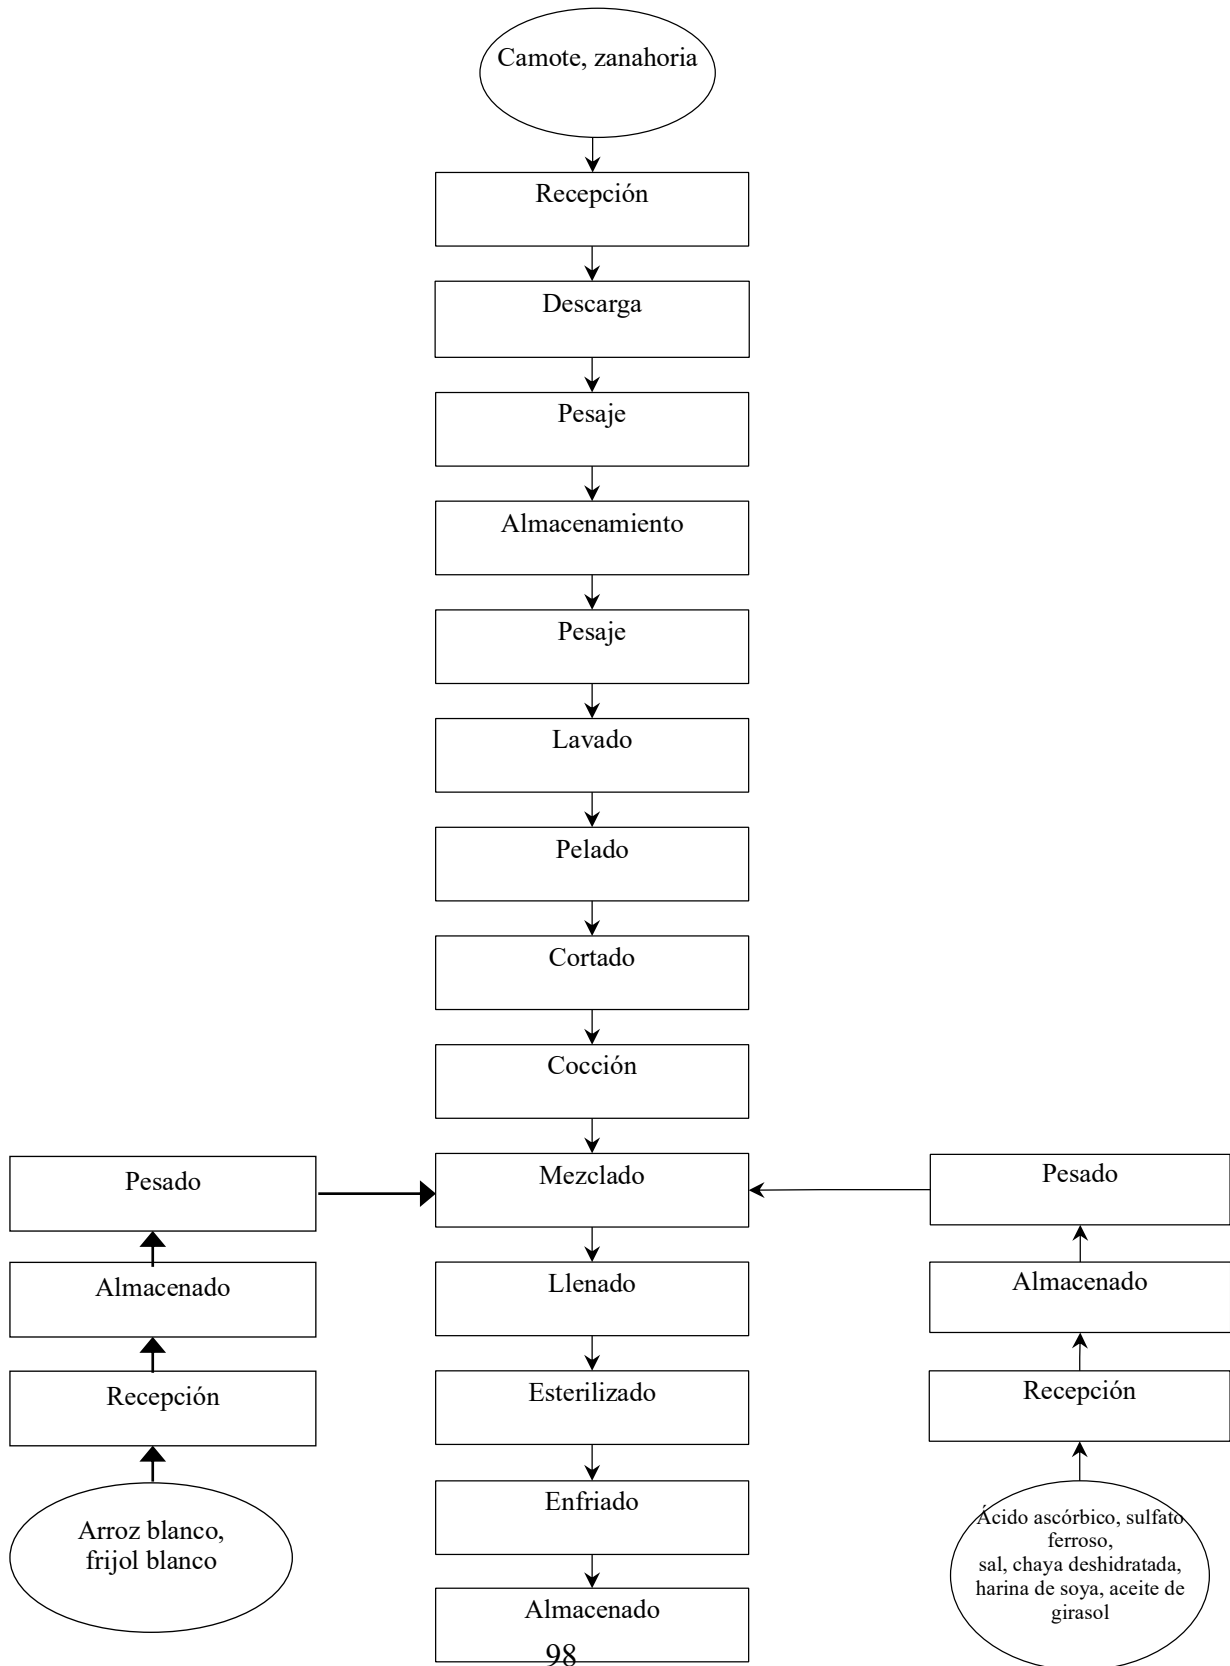 Camote, zanahoria
Recepción
Descarga
Pesaje
Almacenamiento
Pesaje
Lavado
Pelado
Cortado
Cocción
Pesado
Mezclado
Pesado
Almacenado
Llenado
Almacenado
Recepción
Esterilizado
Recepción
Arroz blanco,
frijol blanco
Enfriado
Ácido ascórbico, sulfato
ferroso,
sal, chaya deshidratada,
harina de soya, aceite de
girasol
Almacenado
98